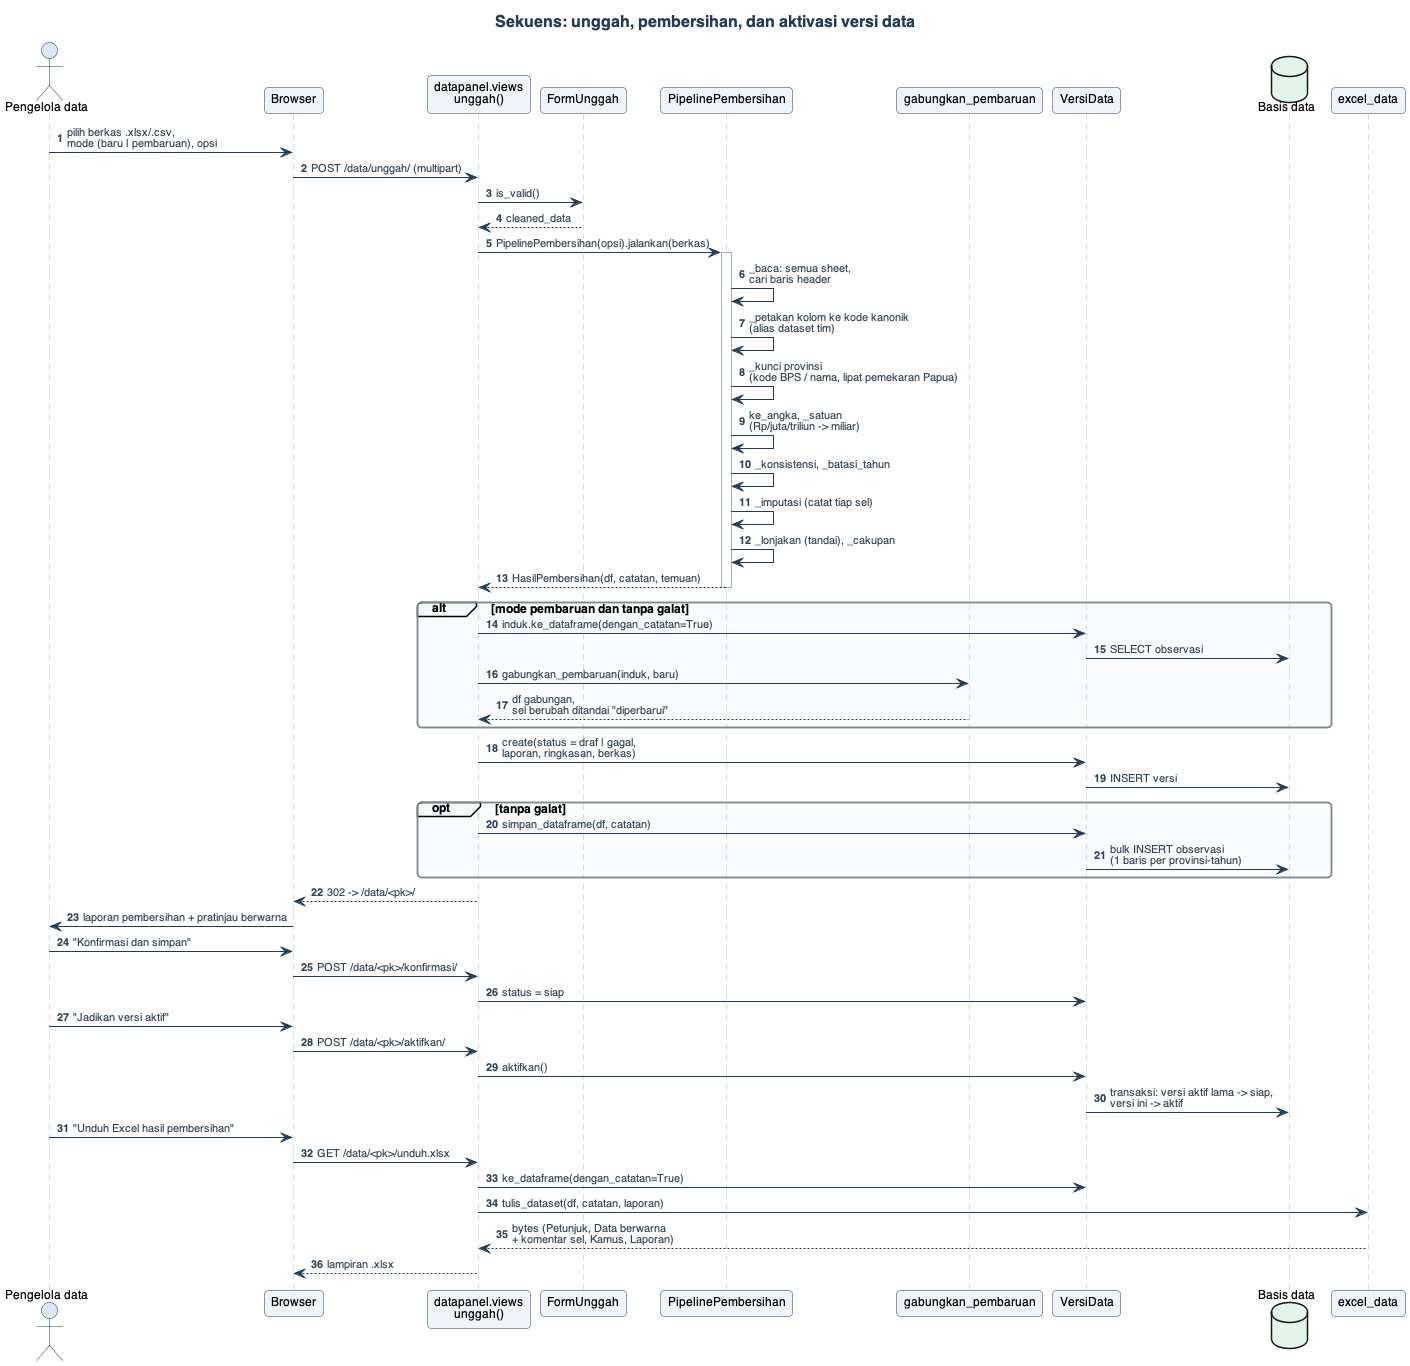 Sekuens: unggah, pembersihan, dan aktivasi versi data
Pengelola data
Browser
datapanel.views
unggah()
FormUnggah
PipelinePembersihan
gabungkan_pembaruan
VersiData
Basis data
excel_data
1 pilih berkas .xlsx/.csv,
mode (baru | pembaruan), opsi
2 POST /data/unggah/ (multipart)
3 is_valid()
4 cleaned_data
5 PipelinePembersihan(opsi).jalankan(berkas)
6 _baca: semua sheet,
cari baris header
7 _petakan kolom ke kode kanonik
(alias dataset tim)
8 _kunci provinsi
(kode BPS / nama, lipat pemekaran Papua)
9 ke_angka, _satuan
(Rp/juta/triliun -> miliar)
10 _konsistensi, _batasi_tahun
11 _imputasi (catat tiap sel)
12 _lonjakan (tandai), _cakupan
13 HasilPembersihan(df, catatan, temuan)
alt [mode pembaruan dan tanpa galat]
14 induk.ke_dataframe(dengan_catatan=True)
15 SELECT observasi
16 gabungkan_pembaruan(induk, baru)
17 df gabungan,
sel berubah ditandai "diperbarui"
18 create(status = draf | gagal,
laporan, ringkasan, berkas)
19 INSERT versi
opt [tanpa galat]
20 simpan_dataframe(df, catatan)
21 bulk INSERT observasi
(1 baris per provinsi-tahun)
22 302 -> /data/<pk>/
23 laporan pembersihan + pratinjau berwarna
24 "Konfirmasi dan simpan"
25 POST /data/<pk>/konfirmasi/
26 status = siap
27 "Jadikan versi aktif"
28 POST /data/<pk>/aktifkan/
29 aktifkan()
30 transaksi: versi aktif lama -> siap,
versi ini -> aktif
31 "Unduh Excel hasil pembersihan"
32 GET /data/<pk>/unduh.xlsx
33 ke_dataframe(dengan_catatan=True)
34 tulis_dataset(df, catatan, laporan)
35 bytes (Petunjuk, Data berwarna
+ komentar sel, Kamus, Laporan)
36 lampiran .xlsx
Pengelola data
Browser
datapanel.views
unggah()
FormUnggah
PipelinePembersihan
gabungkan_pembaruan
VersiData
Basis data
excel_data